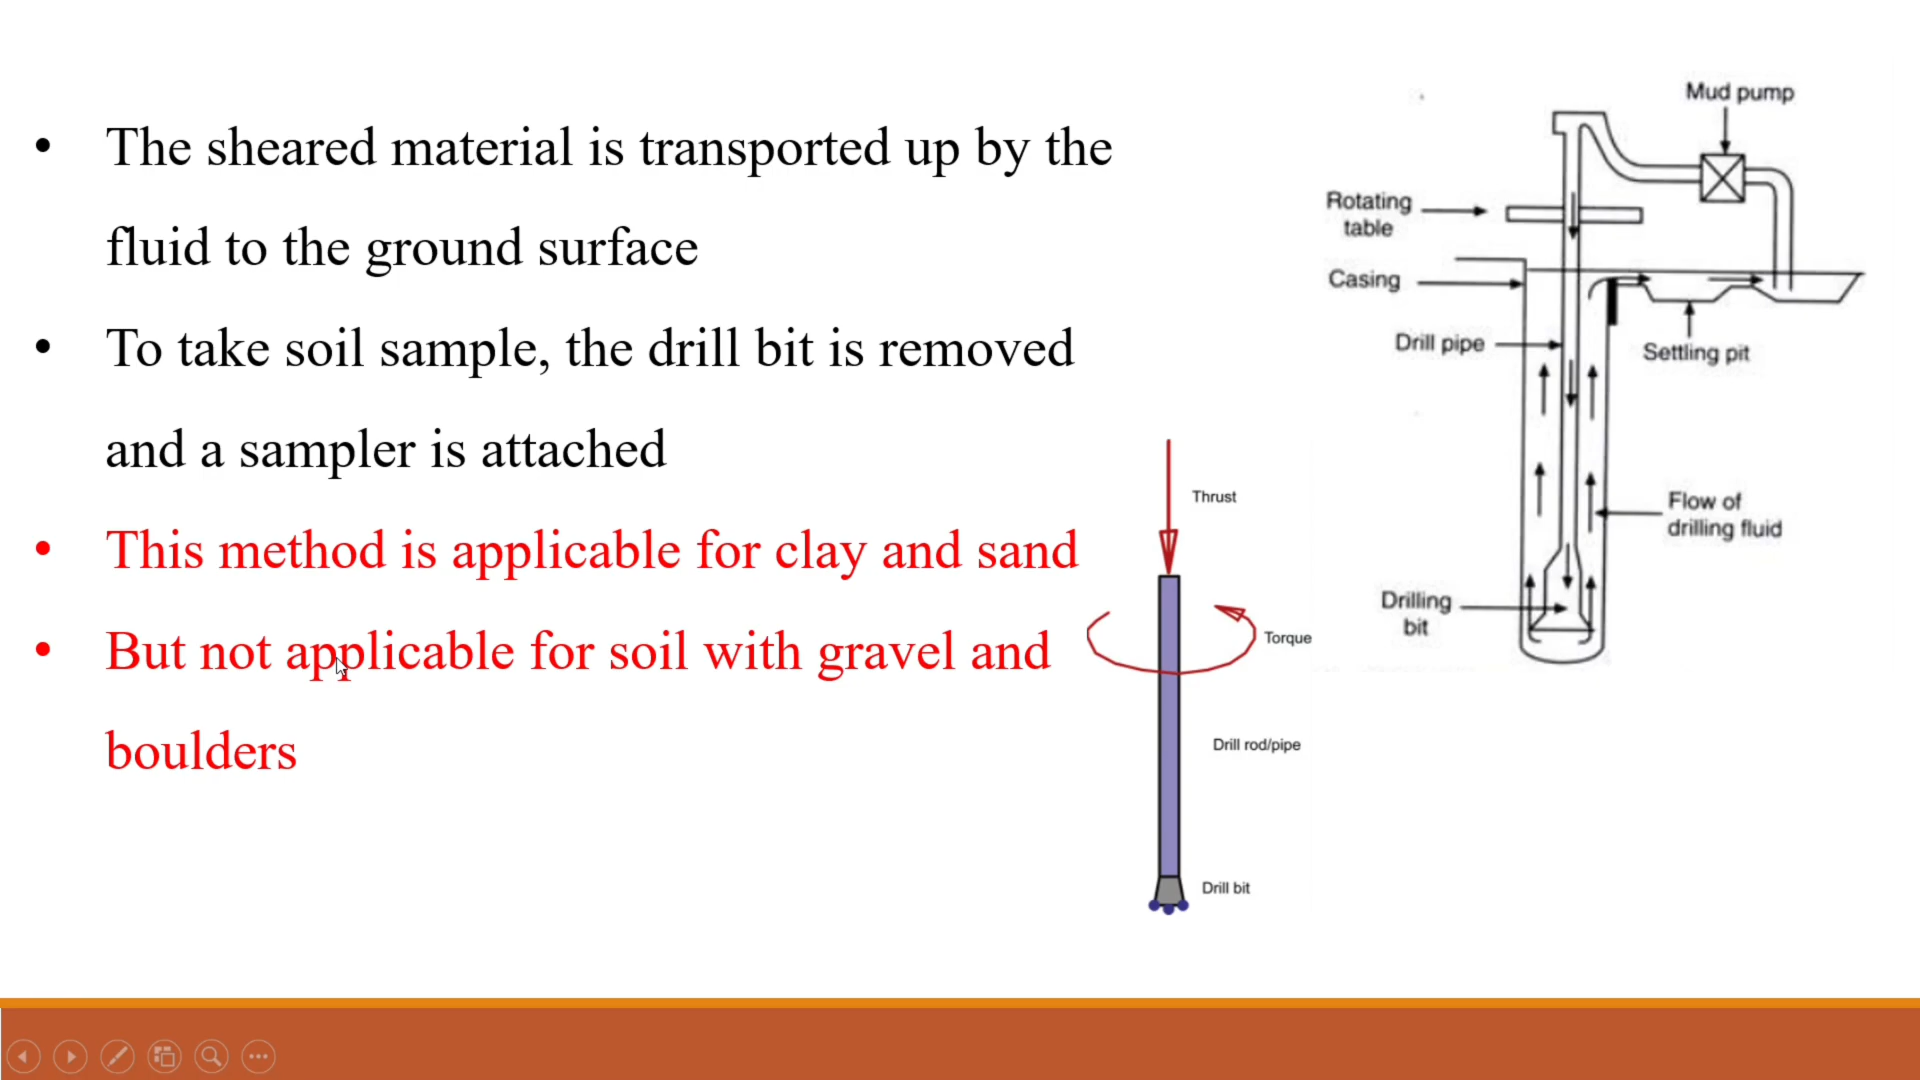 • The sheared material is transported up by the
fluid to the ground surface
• To take soil sample, the drill bit is removed
and a sampler is attached
• This method is applicable for clay and sand
• But not applicable for soil with gravel and
boulders
Thrust
Torque
Drill rod/pipe
Drill bit
Mud pump
Rotating
table
Casing
Drill pipe
Settling pit
Flow of
drilling fluid
Drilling
bit